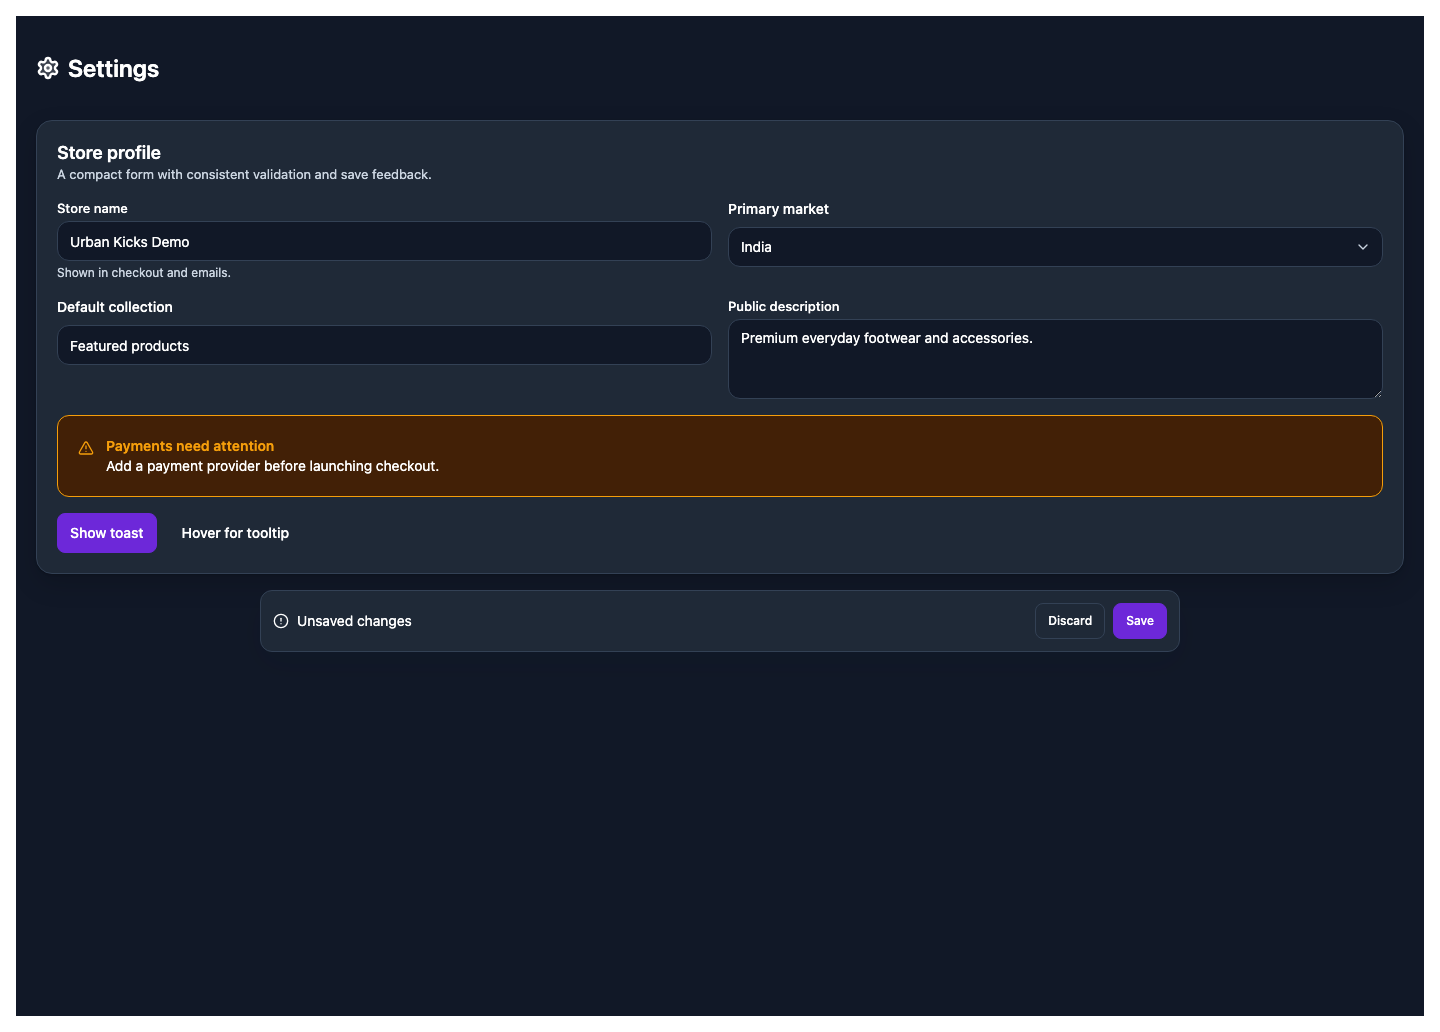 Settings
Store profile
A compact form with consistent validation and save feedback.
Store name
Urban Kicks Demo
Shown in checkout and emails.
Primary market
India
Default collection
Featured products
Public description
Premium everyday footwear and accessories.
Payments need attention
Add a payment provider before launching checkout.
Show toast
Hover for tooltip
Unsaved changes
Discard
Save